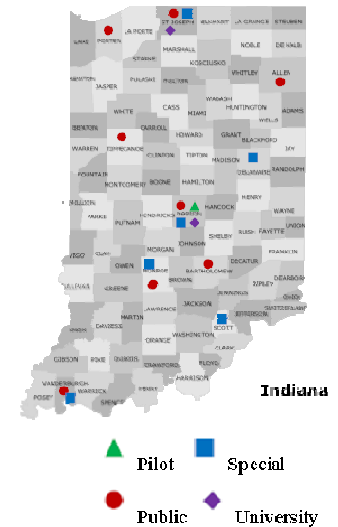 ST JOSEPH ELKHART LA GRANGE STEUBEN
LAKE PORTER LA PORTE
MARSHALL NOBLE DE KALB
STARKE KOSCIUSKO
WHITLEY ALLEN
NEWTON JASPER PULASKI FULTON
WABASH HUNTINGTON
WHITE CASS MIAMI WELLS ADAMS
BENTON CARROLL HOWARD GRANT BLACKFORD
WARREN TIPPECANOE CLINTON TIPTON MADISON DELAWARE JAY
RANDOLPH
FOUNTAIN MONTGOMERY BOONE HAMILTON
HENRY
HENDRICKS MARION HANCOCK WAYNE
PARKE PUTNAM
RUSH FAYETTE UNION
MORGAN JOHNSON SHELBY
FRANKLIN
VIGO CLAY OWEN MONROE BROWN BARTHOLOMEW DECATUR
DEARBORN
RIPLEY
SULLIVAN GREENE
JACKSON JENNINGS OHIO
LAWRENCE JEFFERSON SWITZERLAND
KNOX DAVIESS MARTIN
ORANGE WASHINGTON SCOTT
CLARK
GIBSON PIKE DUBOIS CRAWFORD FLOYD
HARRISON
VANDERBURGH WARRICK PERRY
POSEY SPENCER
Indiana
Pilot Special
Public University